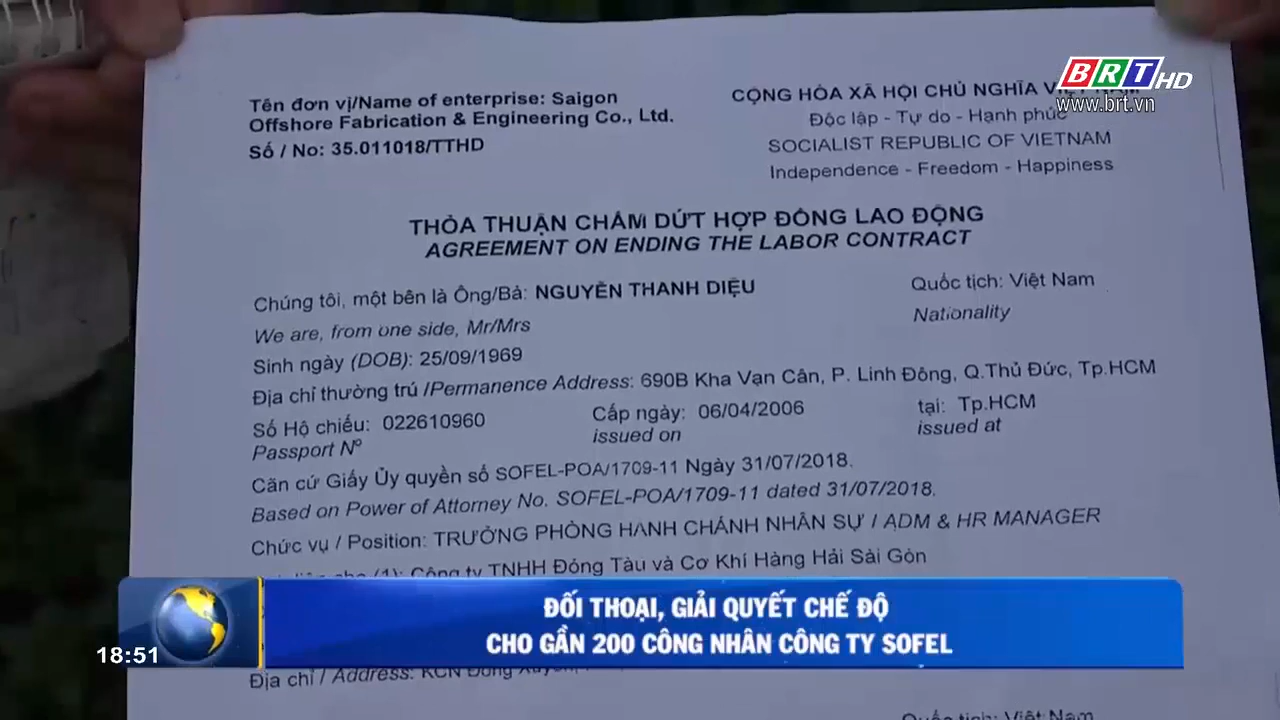 BRT HD
www.brt.vn
Tên đơn vị/Name of enterprise: Saigon
Offshore Fabrication & Engineering Co., Ltd.
Số / No: 35.011018/TTHD
CỘNG HÒA XÃ HỘI CHỦ NGHĨA VIỆT NAM
Độc lập - Tự do - Hạnh phúc
SOCIALIST REPUBLIC OF VIETNAM
Independence - Freedom - Happiness
THỎA THUẬN CHẤM DỨT HỢP ĐỒNG LAO ĐỘNG
AGREEMENT ON ENDING THE LABOR CONTRACT
Chúng tôi, một bên là Ông/Bà: NGUYỄN THANH DIỆU
Quốc tịch: Việt Nam
We are, from one side, Mr/Mrs
Nationality
Sinh ngày (DOB): 25/09/1969
Địa chỉ thường trú /Permanence Address: 690B Kha Vạn Cân, P. Linh Đông, Q.Thủ Đức, Tp.HCM
Số Hộ chiếu: 022610960 Cấp ngày: 06/04/2006 tại: Tp.HCM
Passport Nº issued on issued at
Căn cứ Giấy Ủy quyền số SOFEL-POA/1709-11 Ngày 31/07/2018.
Based on Power of Attorney No. SOFEL-POA/1709-11 dated 31/07/2018.
Chức vụ / Position: TRƯỞNG PHÒNG HÀNH CHÁNH NHÂN SỰ / ADM & HR MANAGER
(1): Công ty TNHH Đóng Tàu và Cơ Khí Hàng Hải Sài Gòn
ĐỐI THOẠI, GIẢI QUYẾT CHẾ ĐỘ
CHO GẦN 200 CÔNG NHÂN CÔNG TY SOFEL
18:51
Địa chỉ / Address: KCN Đông
Quốc tịch: Việt Nam